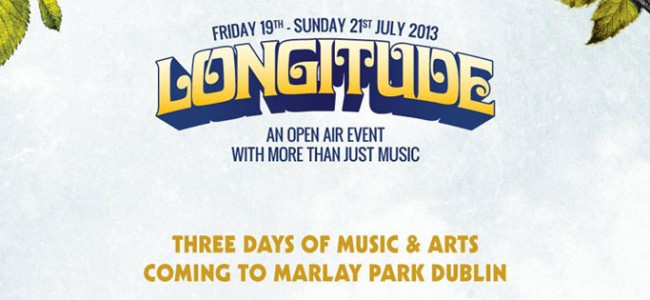 FRIDAY 19TH - SUNDAY 21ST JULY 2013
LONGITUDE
AN OPEN AIR EVENT
WITH MORE THAN JUST MUSIC
THREE DAYS OF MUSIC & ARTS
COMING TO MARLAY PARK DUBLIN